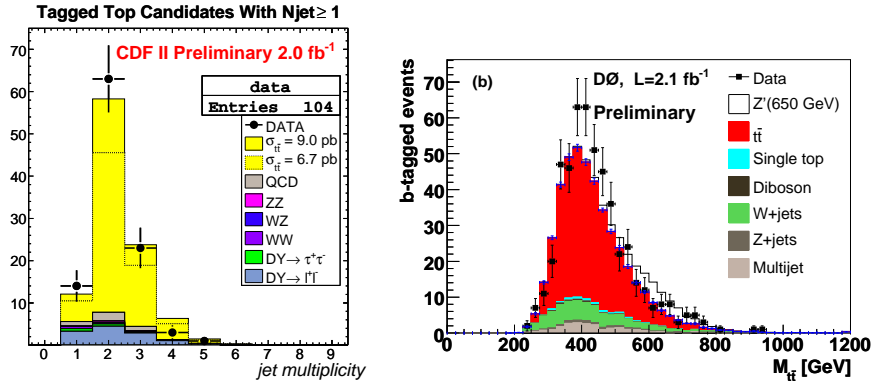 Tagged Top Candidates With Njet≥ 1
CDF II Preliminary 2.0 fb⁻¹
data
Entries 104
DATA
σtt̄ = 9.0 pb
σtt̄ = 6.7 pb
QCD
ZZ
WZ
WW
DY→ τ⁺τ⁻
DY→ l⁺l⁻
70
60
50
40
30
20
10
0 1 2 3 4 5 6 7 8 9
jet multiplicity
(b)
DØ, L=2.1 fb⁻¹
Preliminary
Data
Z'(650 GeV)
tt̄
Single top
Diboson
W+jets
Z+jets
Multijet
b-tagged events
70
60
50
40
30
20
10
0
0 200 400 600 800 1000 1200
Mtt̄ [GeV]